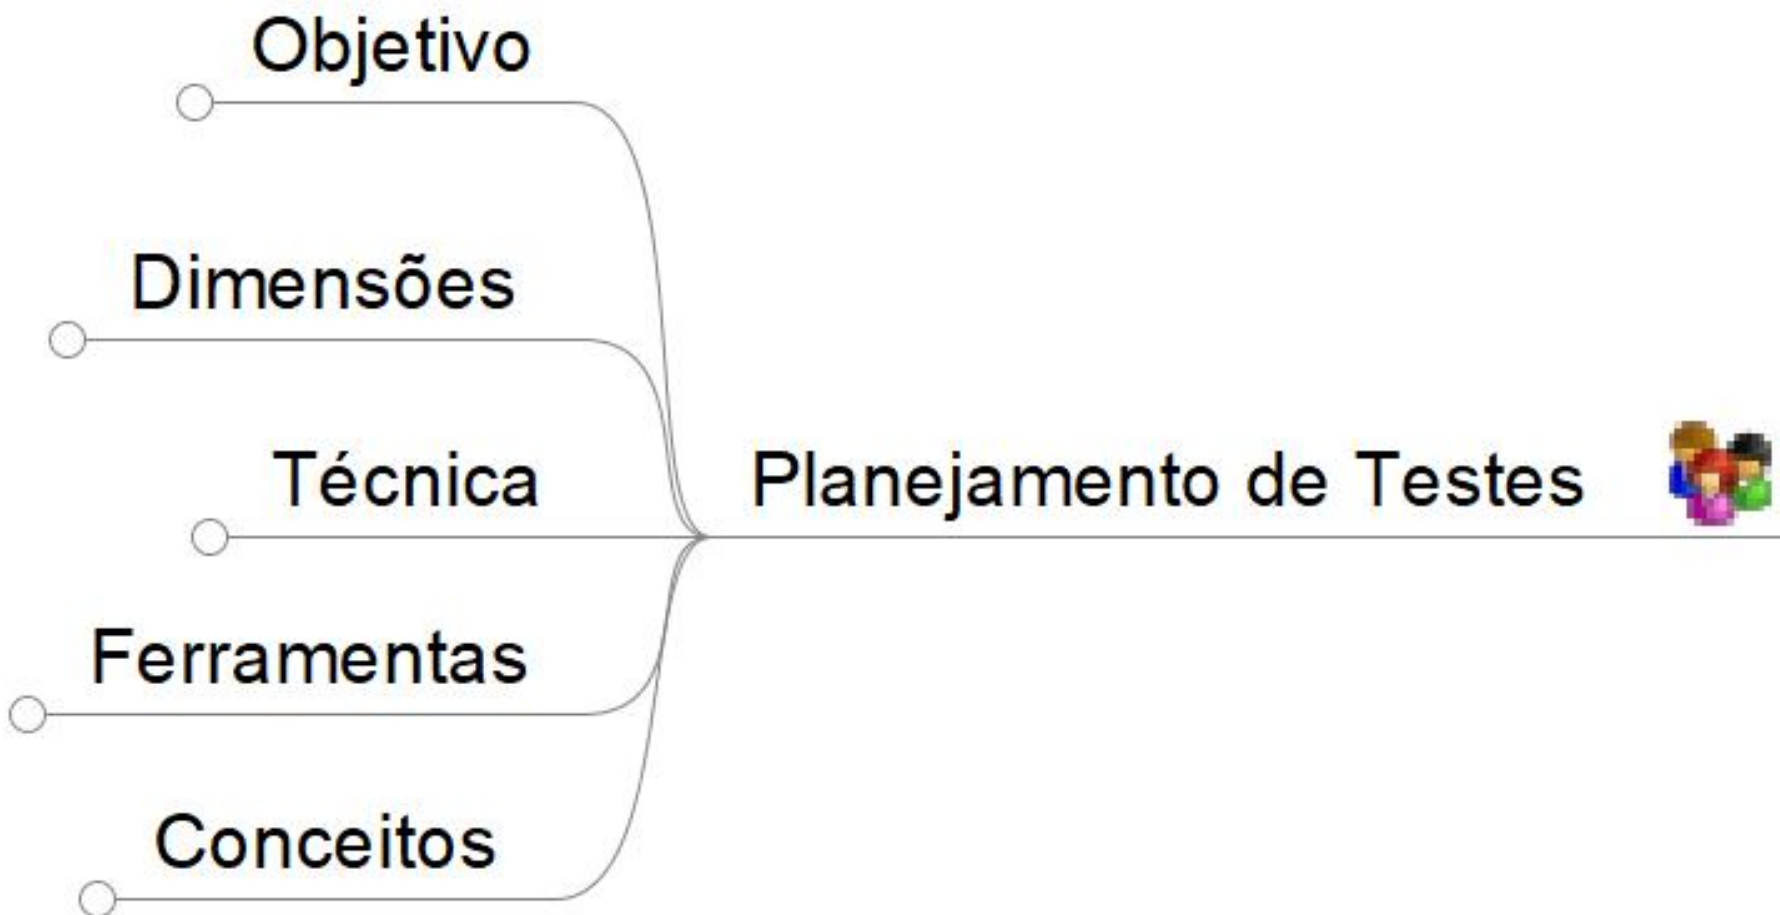 Objetivo
Dimensões
Técnica
Planejamento de Testes
Ferramentas
Conceitos